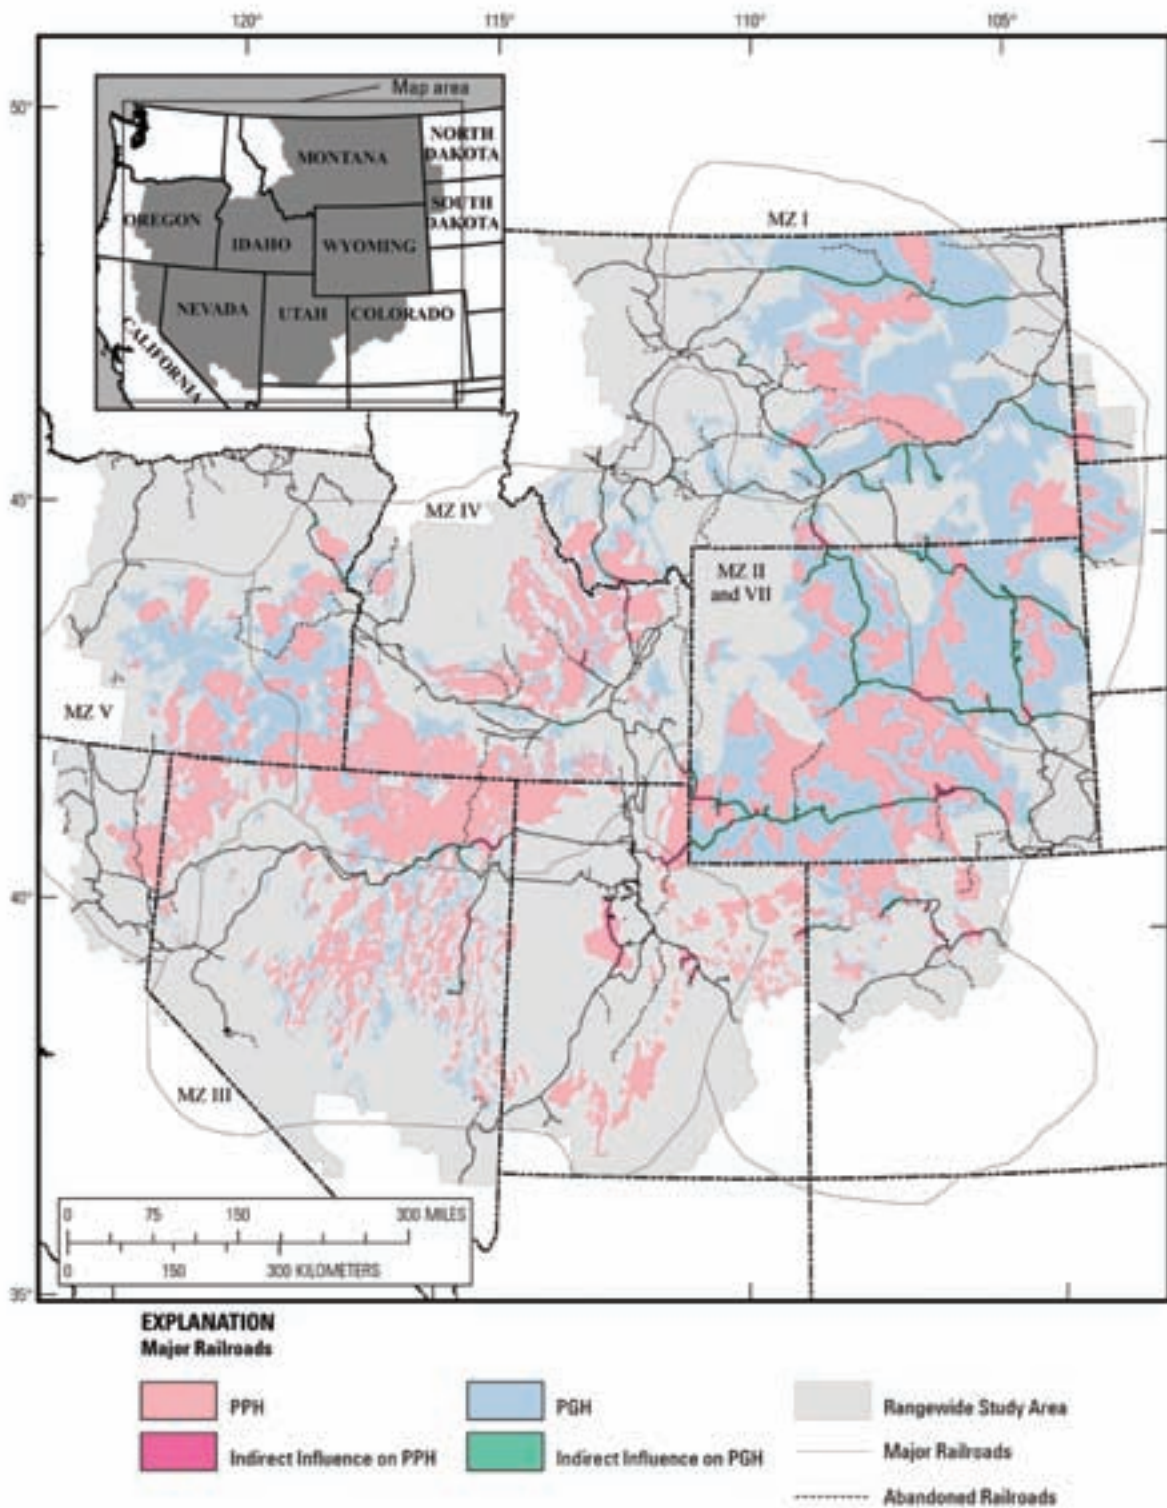 120°
115°
110°
105°
50°
45°
40°
35°
Map area
NORTH
DAKOTA
MONTANA
SOUTH
DAKOTA
OREGON
IDAHO
WYOMING
NEVADA
UTAH
COLORADO
CALIFORNIA
MZ I
MZ IV
MZ II
and VII
MZ V
MZ III
0 75 150 300 MILES
0 150 300 KILOMETERS
EXPLANATION
Major Railroads
PPH
PGH
Rangewide Study Area
Indirect Influence on PPH
Indirect Influence on PGH
Major Railroads
Abandoned Railroads